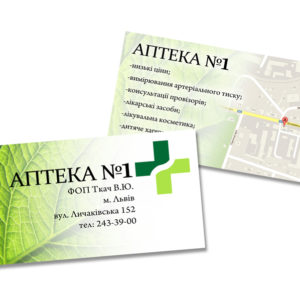 АПТЕКА №1
-низькі ціни;
-вимірювання артеріального тиску;
-консультації провізорів;
-лікарські засоби;
-лікувальна косметика;
-дитяче
АПТЕКА №1
ФОП Ткач В.Ю.
м. Львів
вул. Личаківська 152
тел: 243-39-00